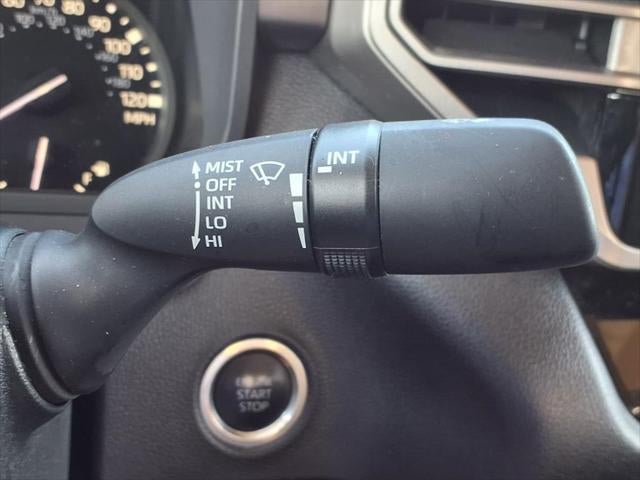 80
90
100
110
120
MPH
F
MIST
OFF
INT
LO
HI
INT
START
STOP